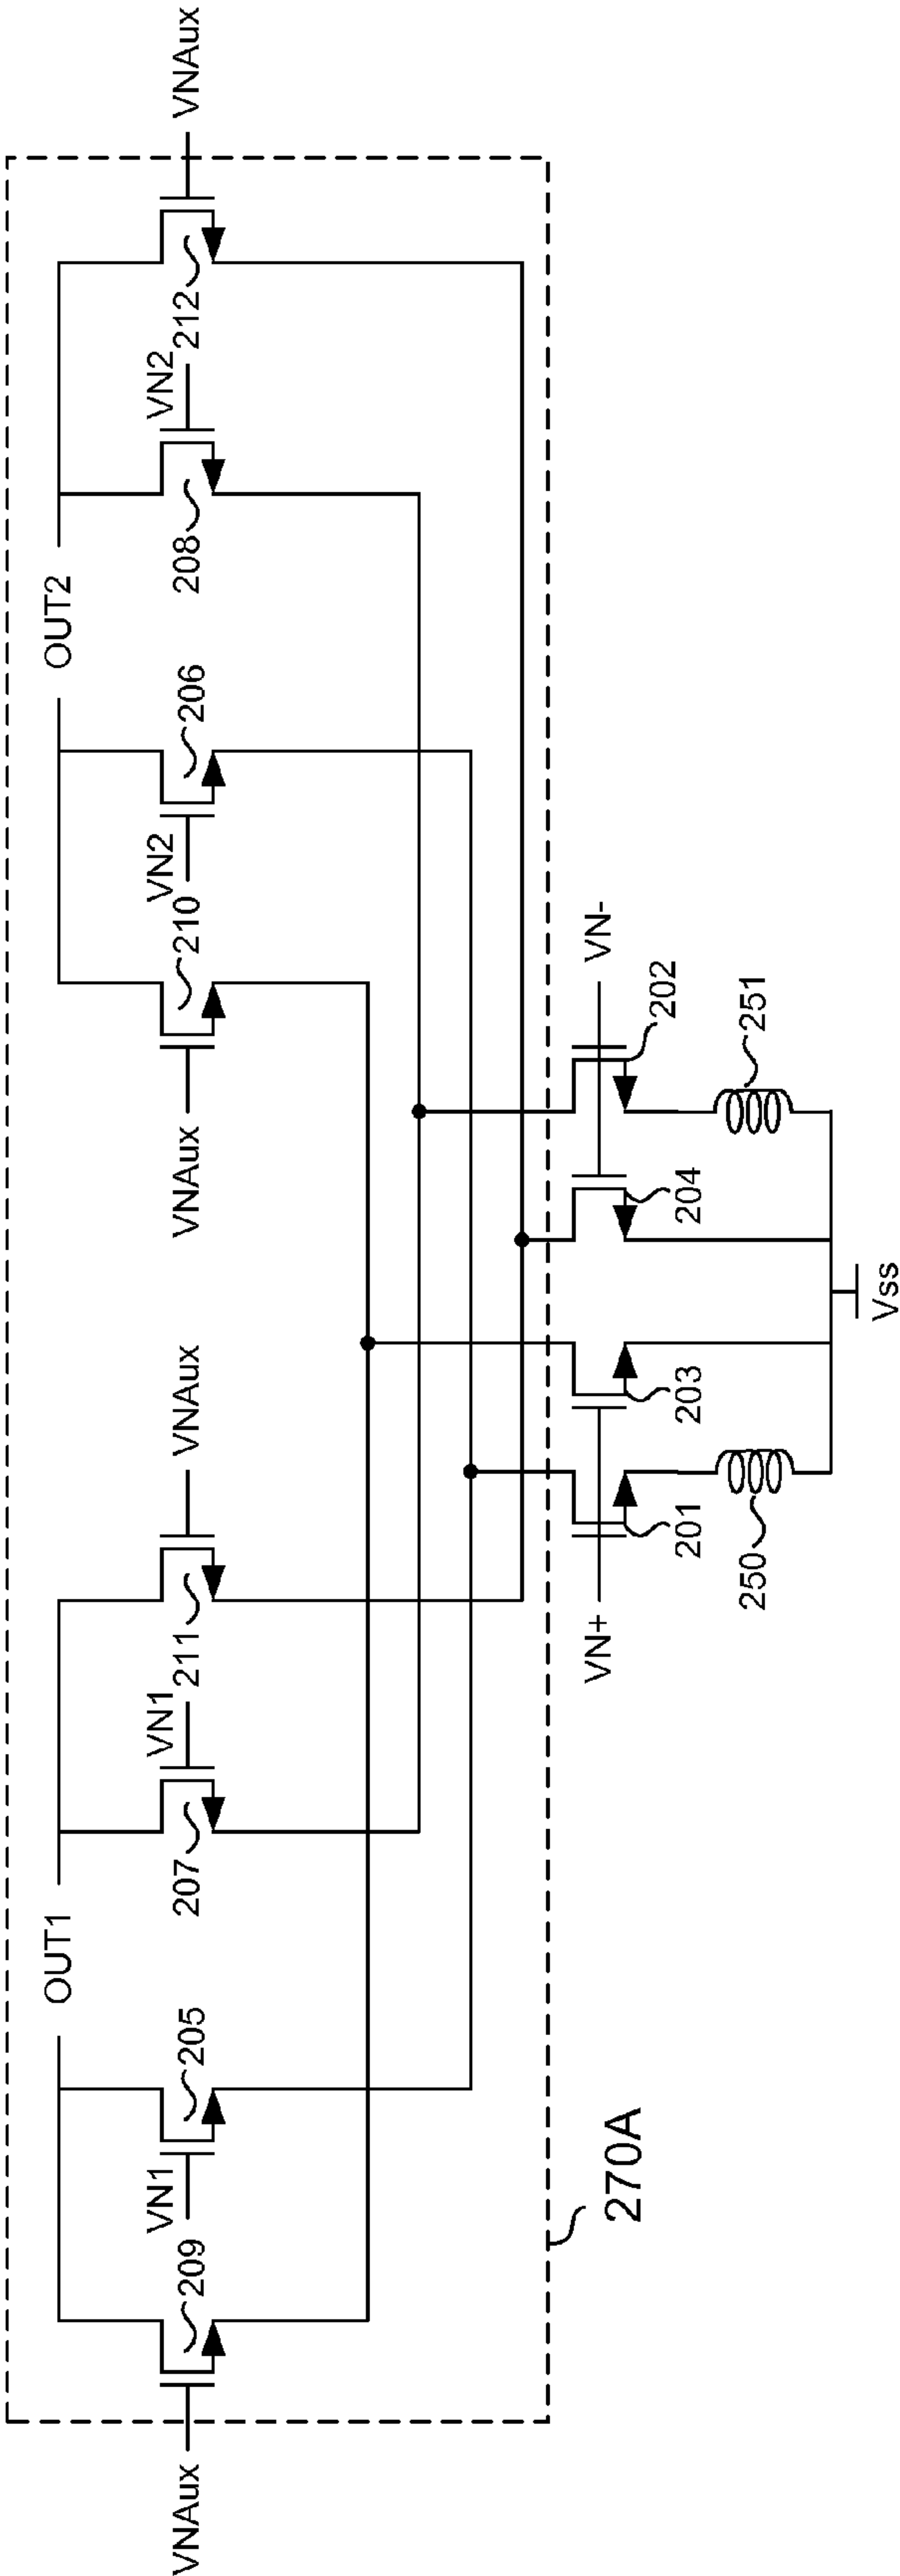 OUT1
OUT2
VNAux
209
VN1
205
207
VN1
211
VNAux
VNAux
210
VN2
206
208
VN2
212
VNAux
270A
VN+
VN-
201
203
204
202
250
251
Vss